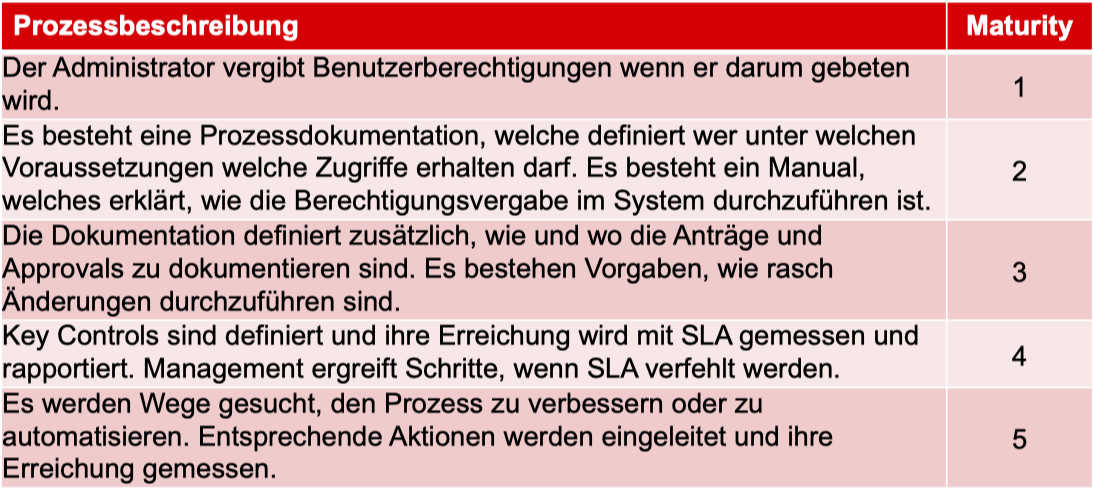 Prozessbeschreibung Maturity
Der Administrator vergibt Benutzerberechtigungen wenn er darum gebeten
wird.
1
Es besteht eine Prozessdokumentation, welche definiert wer unter welchen
Voraussetzungen welche Zugriffe erhalten darf. Es besteht ein Manual,
welches erklärt, wie die Berechtigungsvergabe im System durchzuführen ist.
2
Die Dokumentation definiert zusätzlich, wie und wo die Anträge und
Approvals zu dokumentieren sind. Es bestehen Vorgaben, wie rasch
Änderungen durchzuführen sind.
3
Key Controls sind definiert und ihre Erreichung wird mit SLA gemessen und
rapportiert. Management ergreift Schritte, wenn SLA verfehlt werden.
4
Es werden Wege gesucht, den Prozess zu verbessern oder zu
automatisieren. Entsprechende Aktionen werden eingeleitet und ihre
Erreichung gemessen.
5